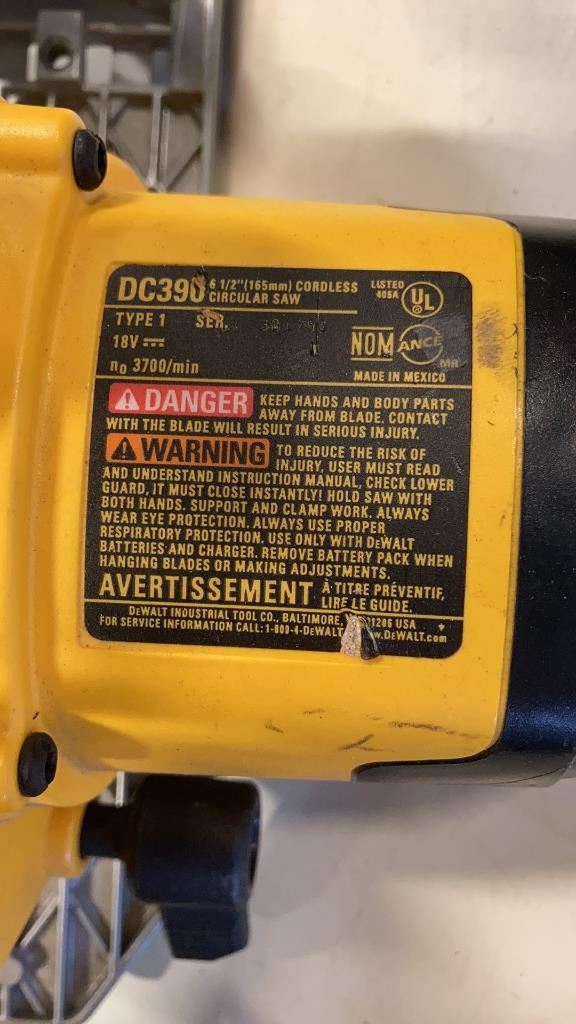 DC390 6 1/2"(165mm) CORDLESS
CIRCULAR SAW
LISTED
406A
UL
TYPE 1 SER.
18V
NOM ANCE MR
n₀ 3700/min
MADE IN MEXICO
DANGER KEEP HANDS AND BODY PARTS
AWAY FROM BLADE. CONTACT
WITH THE BLADE WILL RESULT IN SERIOUS INJURY.
WARNING TO REDUCE THE RISK OF
INJURY, USER MUST READ
AND UNDERSTAND INSTRUCTION MANUAL, CHECK LOWER
GUARD, IT MUST CLOSE INSTANTLY! HOLD SAW WITH
BOTH HANDS. SUPPORT AND CLAMP WORK. ALWAYS
WEAR EYE PROTECTION. ALWAYS USE PROPER
RESPIRATORY PROTECTION. USE ONLY WITH DEWALT
BATTERIES AND CHARGER. REMOVE BATTERY PACK WHEN
HANGING BLADES OR MAKING ADJUSTMENTS.
AVERTISSEMENT À TITRE PRÉVENTIF,
LIRE LE GUIDE.
DEWALT INDUSTRIAL TOOL CO., BALTIMORE, USA
FOR SERVICE INFORMATION CALL:1-800-4-DEWALT www.DEWALT.com